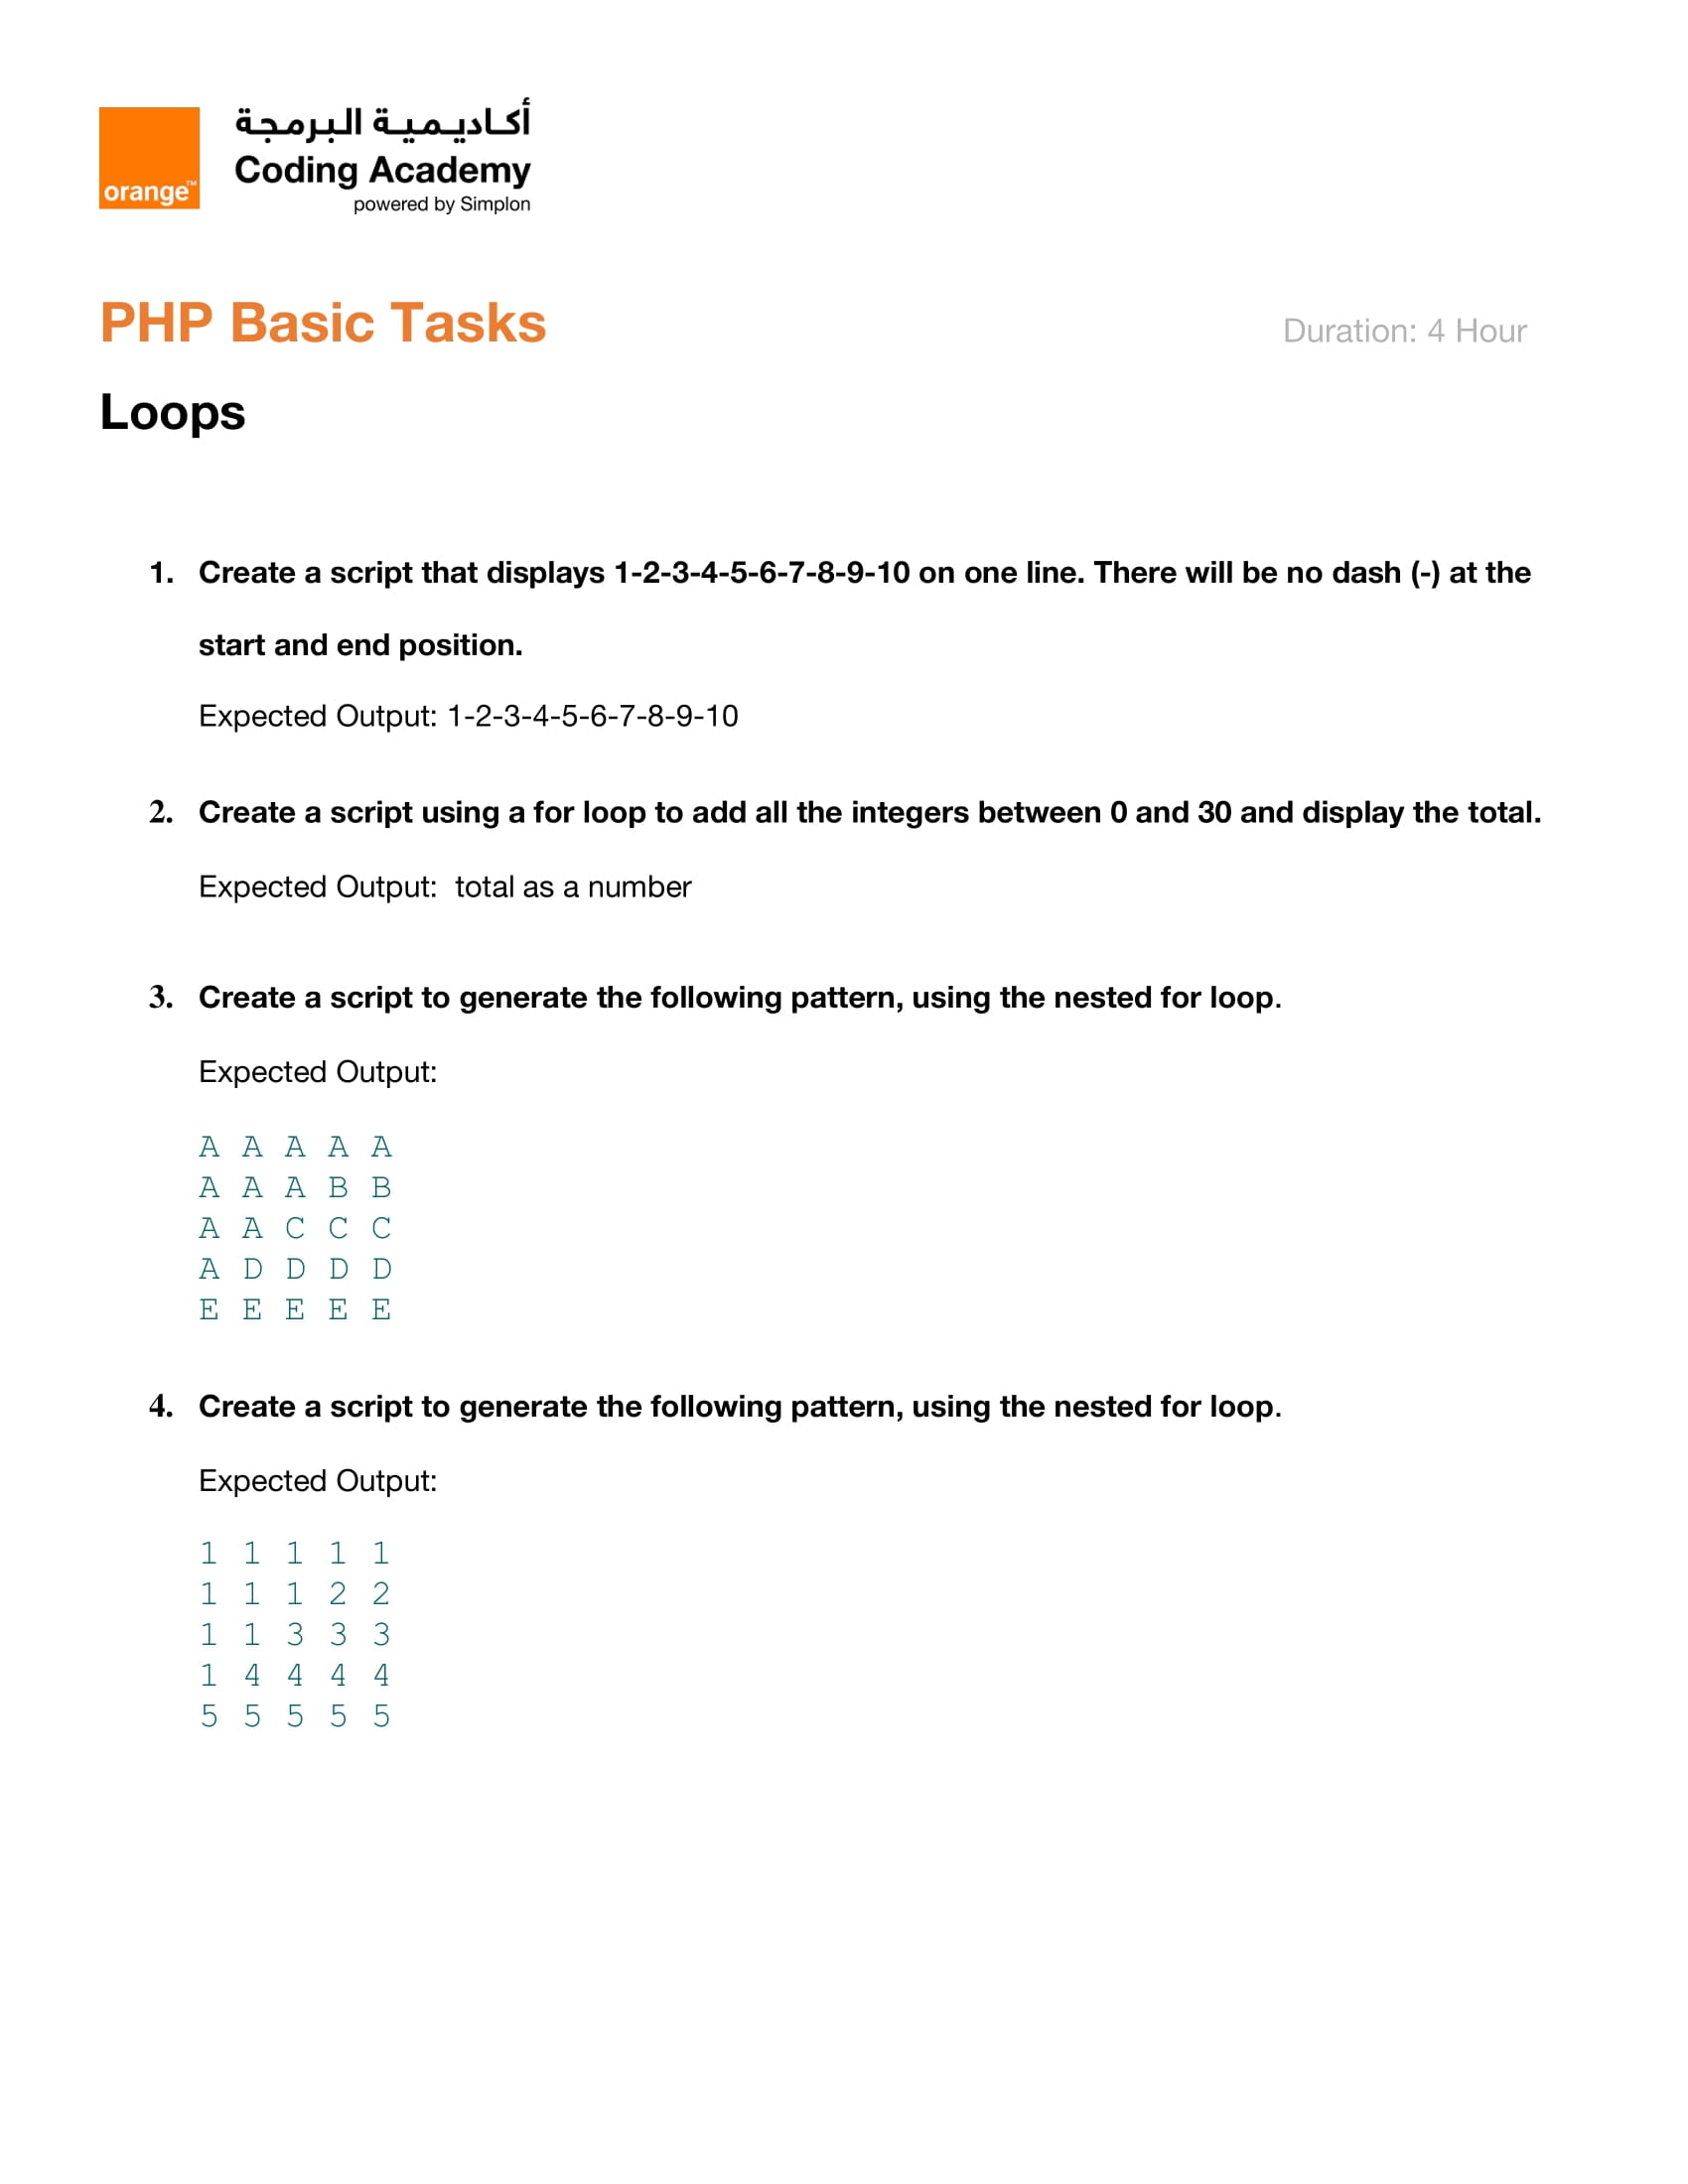 أكاديمية البرمجة
Coding Academy
powered by Simplon
orange™
PHP Basic Tasks
Duration: 4 Hour
Loops
1. Create a script that displays 1-2-3-4-5-6-7-8-9-10 on one line. There will be no dash (-) at the
start and end position.
Expected Output: 1-2-3-4-5-6-7-8-9-10
2. Create a script using a for loop to add all the integers between 0 and 30 and display the total.
Expected Output: total as a number
3. Create a script to generate the following pattern, using the nested for loop.
Expected Output:
A A A A A
A A A B B
A A C C C
A D D D D
E E E E E
4. Create a script to generate the following pattern, using the nested for loop.
Expected Output:
1 1 1 1 1
1 1 1 2 2
1 1 3 3 3
1 4 4 4 4
5 5 5 5 5